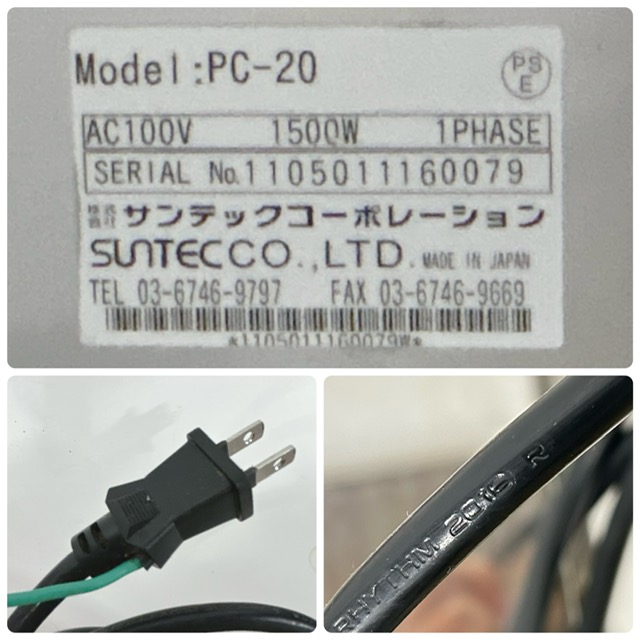 Model:PC-20
PS
E
AC100V 1500W 1PHASE
SERIAL No.1105011160079
株式会社 サンテックコーポレーション
SUNTECCO.,LTD. MADE IN JAPAN
TEL 03-6746-9797 FAX 03-6746-9669
*1105011160079W*
RHYTHM 2016 R